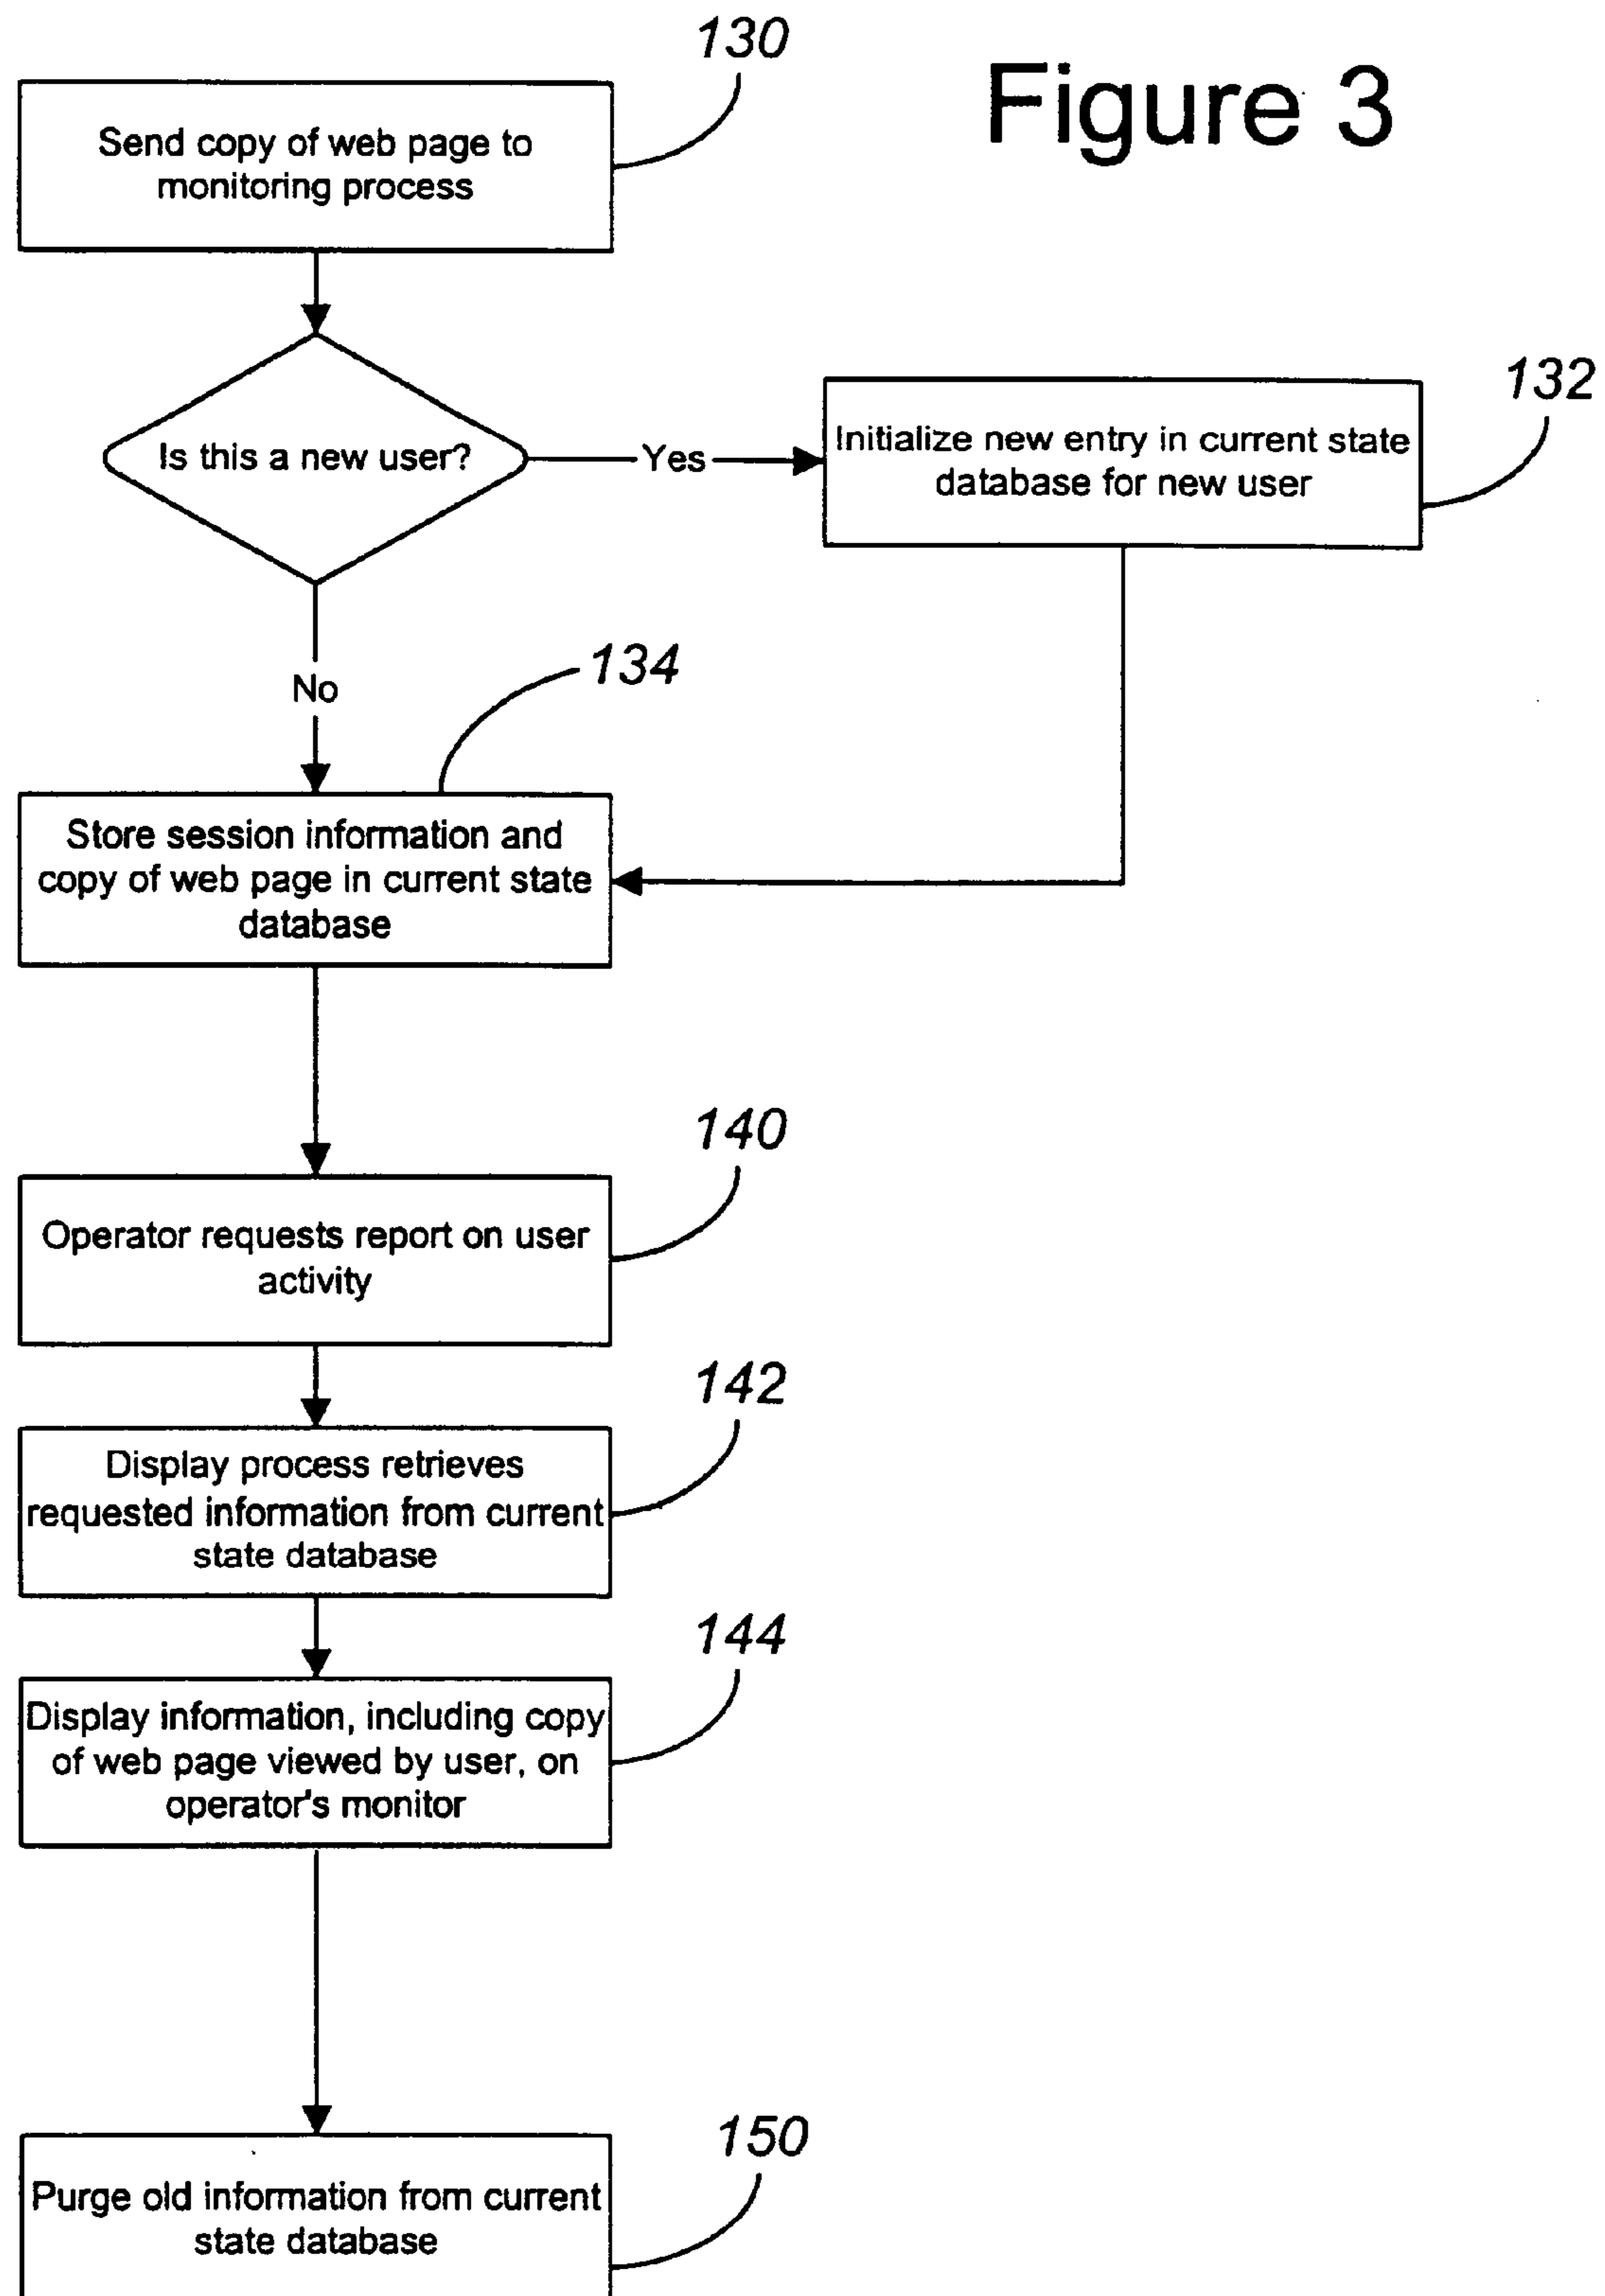 130
Figure 3
Send copy of web page to
monitoring process
Is this a new user?
Yes
132
Initialize new entry in current state
database for new user
No
134
Store session information and
copy of web page in current state
database
140
Operator requests report on user
activity
142
Display process retrieves
requested information from current
state database
144
Display information, including copy
of web page viewed by user, on
operator's monitor
150
Purge old information from current
state database